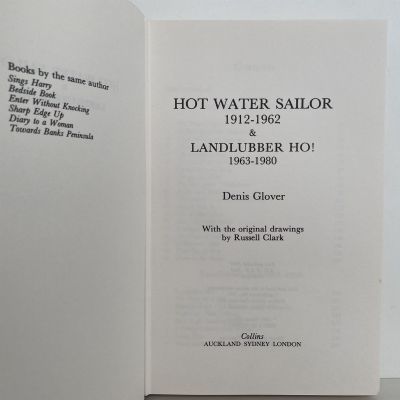 Books by the same author
Sings Harry
Bedside Book
Enter Without Knocking
Sharp Edge Up
Diary to a Woman
Towards Banks Peninsula
HOT WATER SAILOR
1912-1962
&
LANDLUBBER HO!
1963-1980
Denis Glover
With the original drawings
by Russell Clark
Collins
AUCKLAND SYDNEY LONDON